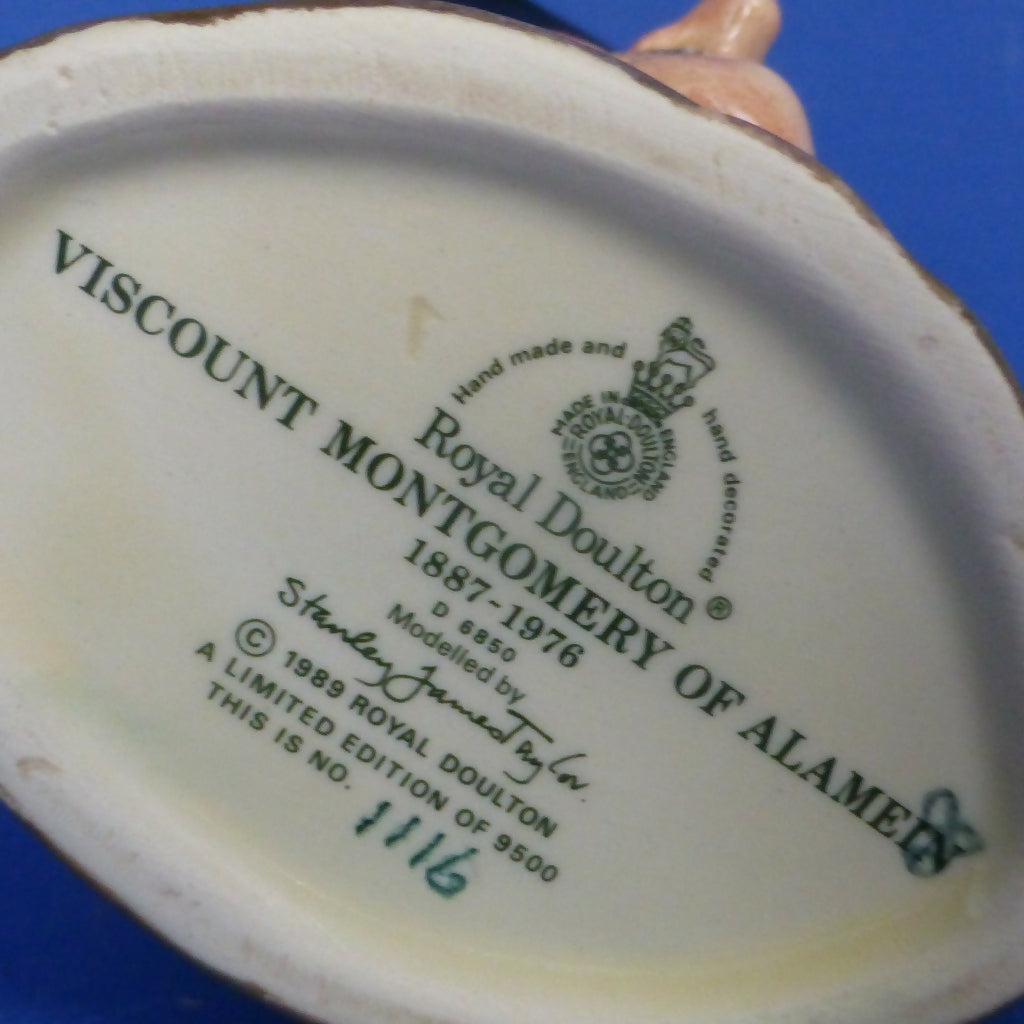 Hand made and hand decorated
MADE IN ENGLAND
ROYAL·DOULTON
ENGLAND
Royal Doulton ®
VISCOUNT MONTGOMERY OF ALAMEIN
1887-1976
D 6850
Modelled by
Stanley James Taylor.
© 1989 ROYAL DOULTON
A LIMITED EDITION OF 9500
THIS IS NO.
1116